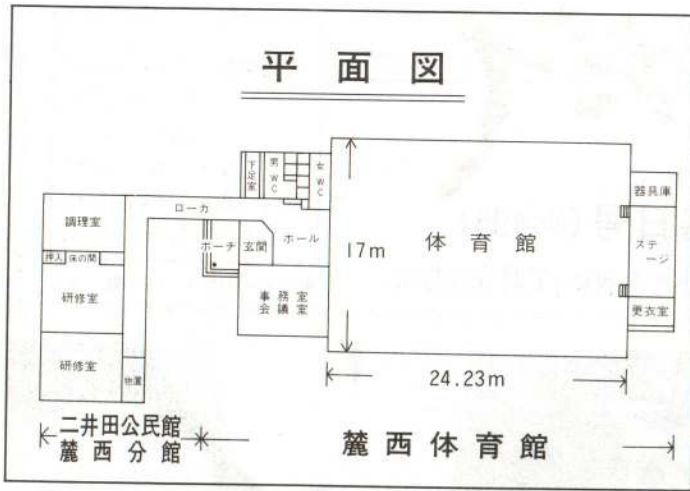 平面図
下足室
男WC
女WC
器具庫
調理室
ローカ
ポーチ
玄関
ホール
17m
体育館
ステージ
押入
床の間
研修室
事務室
会議室
更衣室
研修室
物置
24.23m
二井田公民館
麓西分館
麓西体育館